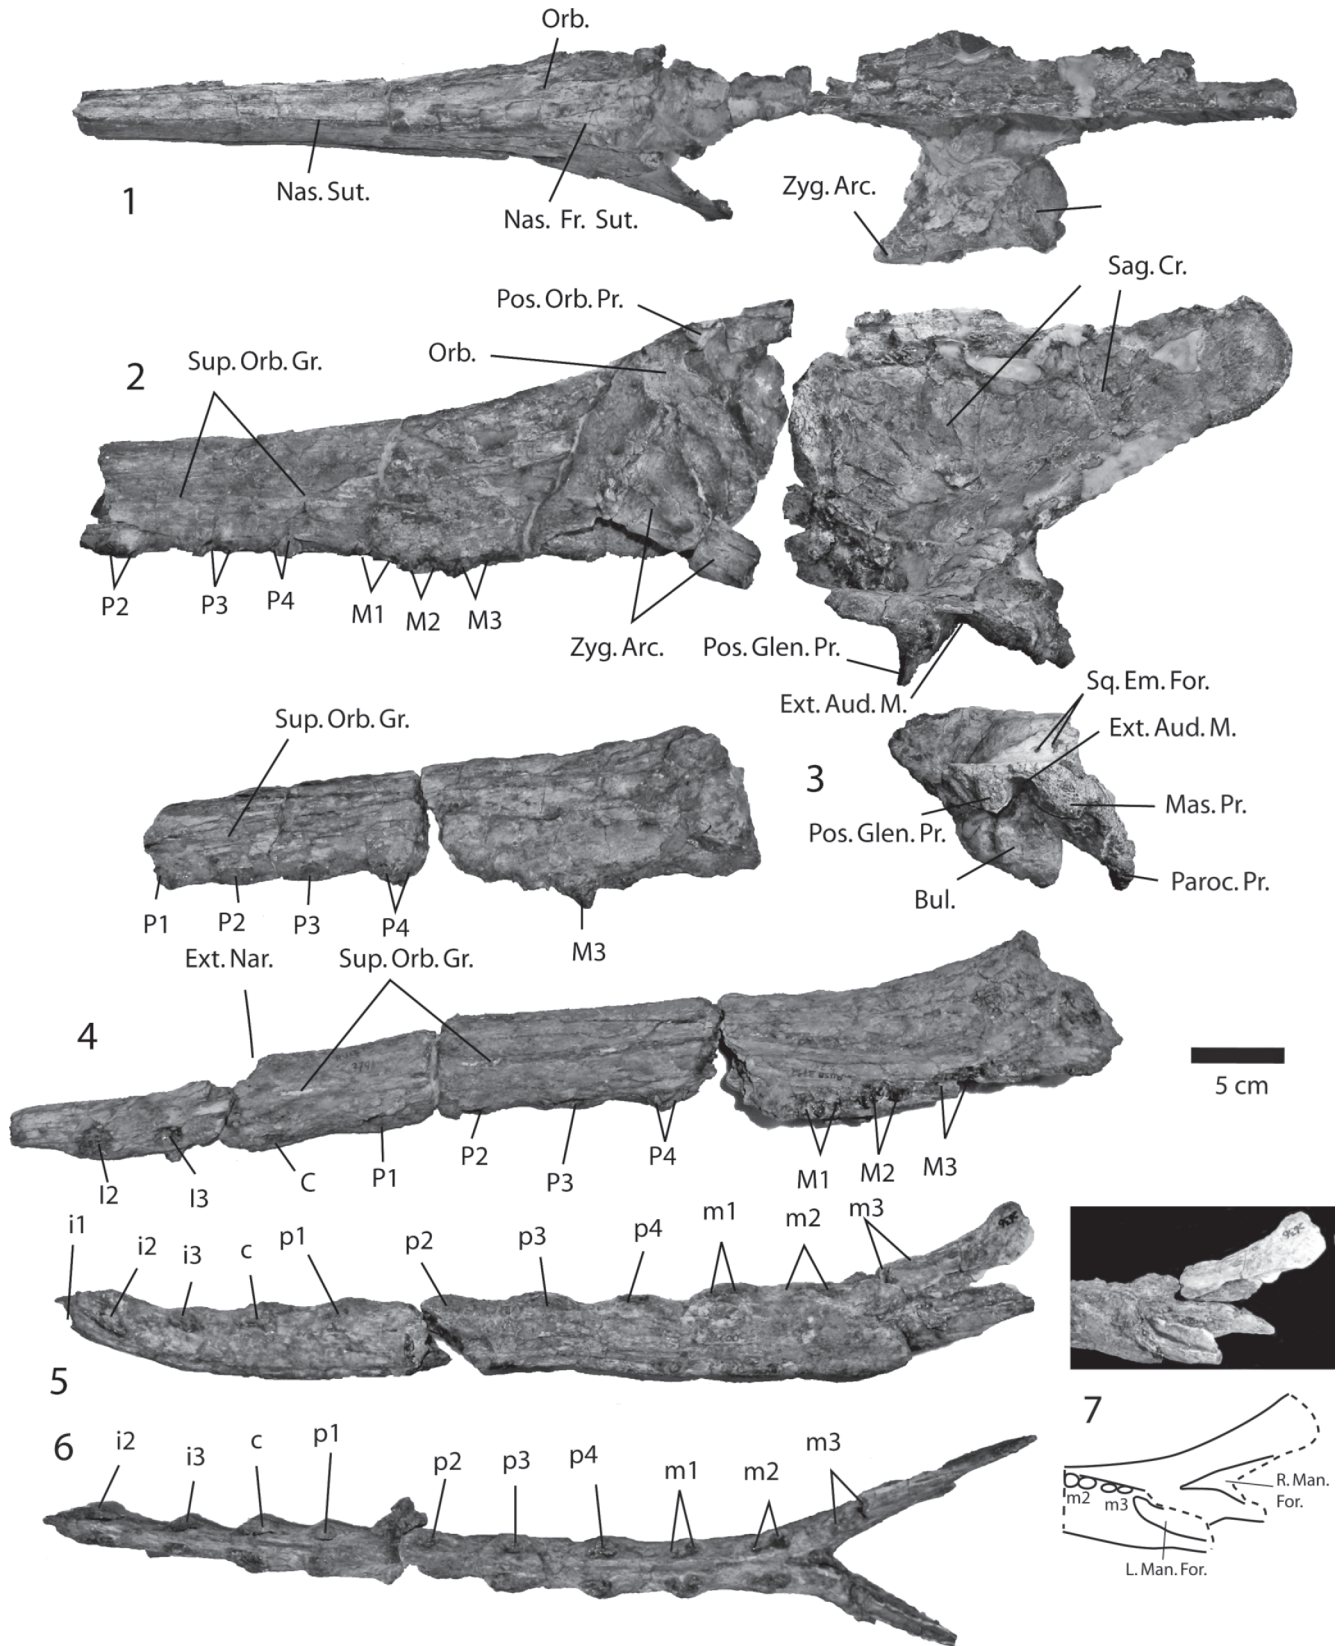 Orb.
1
Nas. Sut.
Nas. Fr. Sut.
Zyg. Arc.
Sag. Cr.
Pos. Orb. Pr.
Orb.
2
Sup. Orb. Gr.
P2
P3
P4
M1
M2
M3
Zyg. Arc.
Pos. Glen. Pr.
Ext. Aud. M.
Sq. Em. For.
Ext. Aud. M.
3
Mas. Pr.
Pos. Glen. Pr.
Bul.
Paroc. Pr.
Sup. Orb. Gr.
P1
P2
P3
P4
M3
Ext. Nar.
Sup. Orb. Gr.
4
5 cm
I2
I3
C
P1
P2
P3
P4
M1
M2
M3
i1
i2
i3
c
p1
p2
p3
p4
m1
m2
m3
5
6
i2
i3
c
p1
p2
p3
p4
m1
m2
m3
7
m2
m3
R. Man.
For.
L. Man. For.